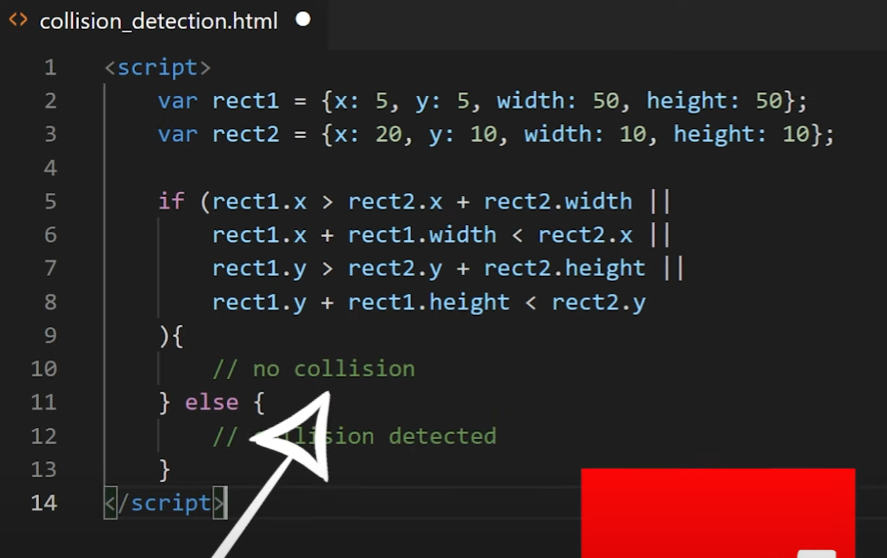 collision_detection.html
1 <script>
2 var rect1 = {x: 5, y: 5, width: 50, height: 50};
3 var rect2 = {x: 20, y: 10, width: 10, height: 10};
4
5 if (rect1.x > rect2.x + rect2.width ||
6 rect1.x + rect1.width < rect2.x ||
7 rect1.y > rect2.y + rect2.height ||
8 rect1.y + rect1.height < rect2.y
9 ){
10 // no collision
11 } else {
12 // collision detected
13 }
14 </script>